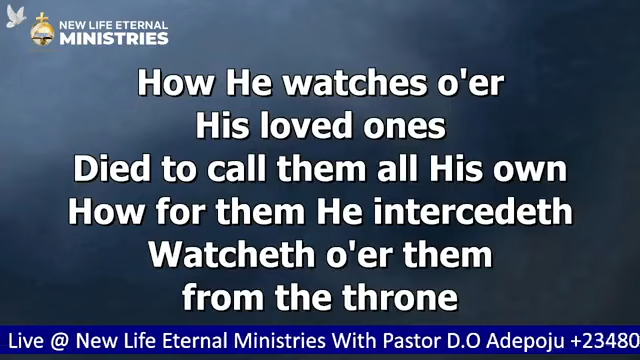 NEW LIFE ETERNAL
MINISTRIES
How He watches o'er
His loved ones
Died to call them all His own
How for them He intercedeth
Watcheth o'er them
from the throne
Live @ New Life Eternal Ministries With Pastor D.O Adepoju +23480